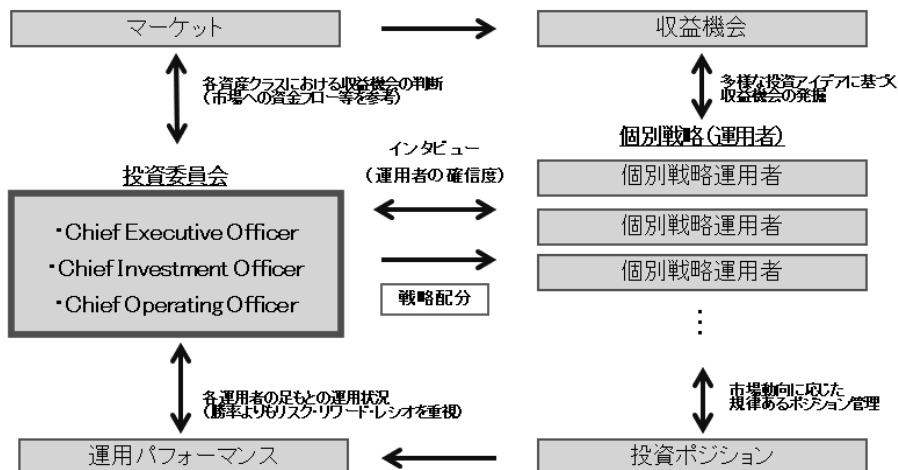 マーケット
収益機会
各資産クラスにおける収益機会の判断
(市場への資金フロー等を参考)
多様な投資アイデアに基づく
収益機会の発掘
個別戦略(運用者)
インタビュー
(運用者の確信度)
投資委員会
個別戦略運用者
個別戦略運用者
個別戦略運用者
・Chief Executive Officer
・Chief Investment Officer
・Chief Operating Officer
戦略配分
⋮
各運用者の足もとの運用状況
(勝率よりもリスク・リワード・レシオを重視)
市場動向に応じた
規律あるポジション管理
運用パフォーマンス
投資ポジション